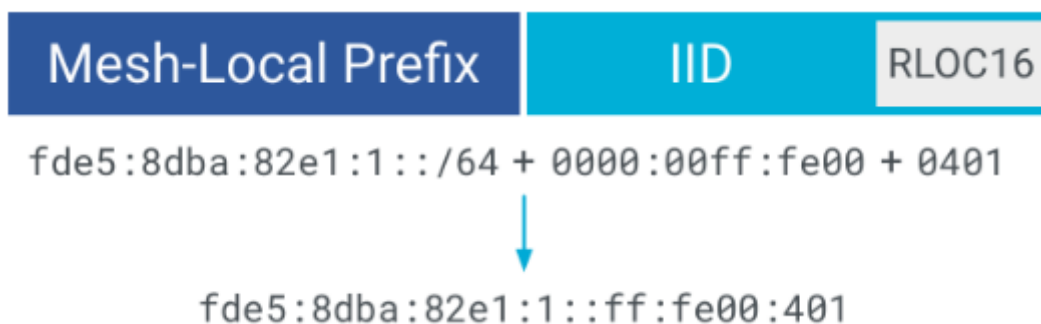 Mesh-Local Prefix IID RLOC16
fde5:8dba:82e1:1::/64 + 0000:00ff:fe00 + 0401
fde5:8dba:82e1:1::ff:fe00:401